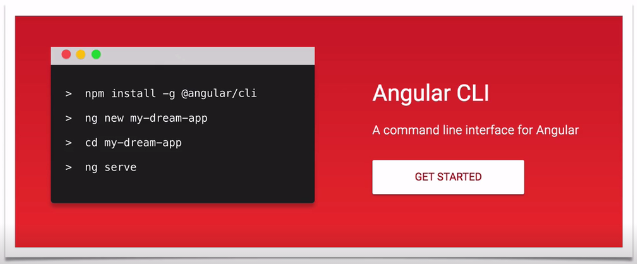 > npm install -g @angular/cli
> ng new my-dream-app
> cd my-dream-app
> ng serve
Angular CLI
A command line interface for Angular
GET STARTED